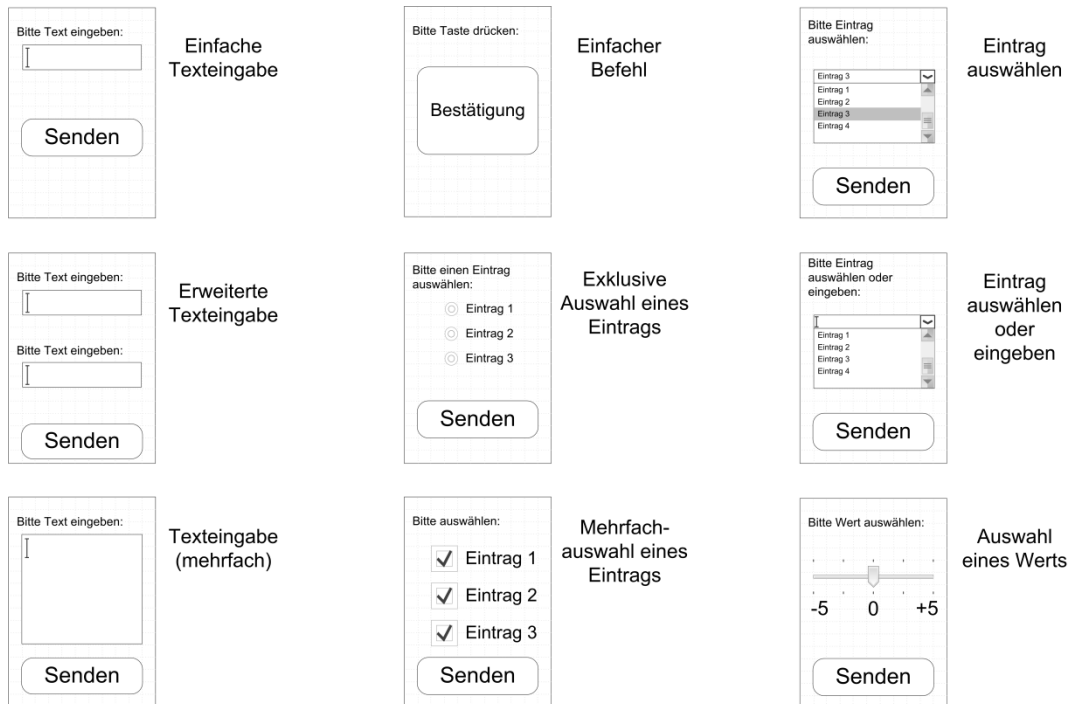 Bitte Text eingeben:
Senden
Einfache
Texteingabe
Bitte Taste drücken:
Bestätigung
Einfacher
Befehl
Bitte Eintrag
auswählen:
Eintrag 3
Eintrag 1
Eintrag 2
Eintrag 3
Eintrag 4
Senden
Eintrag
auswählen
Bitte Text eingeben:
Bitte Text eingeben:
Senden
Erweiterte
Texteingabe
Bitte einen Eintrag
auswählen:
Eintrag 1
Eintrag 2
Eintrag 3
Senden
Exklusive
Auswahl eines
Eintrags
Bitte Eintrag
auswählen oder
eingeben:
Eintrag 1
Eintrag 2
Eintrag 3
Eintrag 4
Senden
Eintrag
auswählen
oder
eingeben
Bitte Text eingeben:
Senden
Texteingabe
(mehrfach)
Bitte auswählen:
Eintrag 1
Eintrag 2
Eintrag 3
Senden
Mehrfach-
auswahl eines
Eintrags
Bitte Wert auswählen:
-5 0 +5
Senden
Auswahl
eines Werts